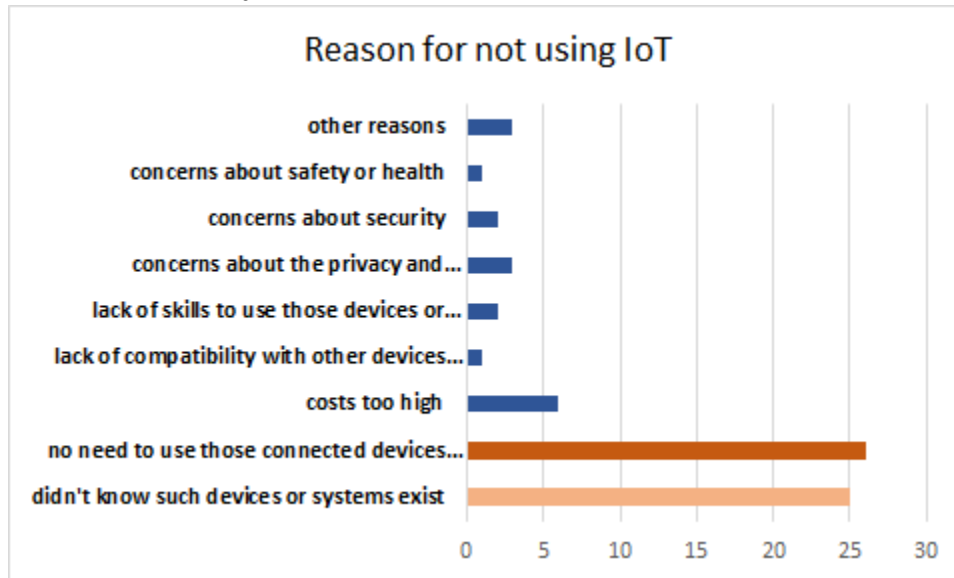 Reason for not using IoT
other reasons
concerns about safety or health
concerns about security
concerns about the privacy and...
lack of skills to use those devices or...
lack of compatibility with other devices...
costs too high
no need to use those connected devices...
didn't know such devices or systems exist
0 5 10 15 20 25 30